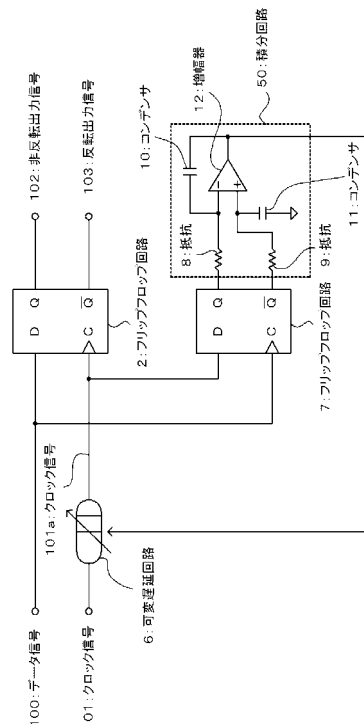 100:データ信号
01:クロック信号
6:可変遅延回路
101a:クロック信号
D Q
C Q
2:フリップフロップ回路
102:非反転出力信号
103:反転出力信号
D Q
C Q
7:フリップフロップ回路
8:抵抗
9:抵抗
10:コンデンサ
12:増幅器
50:積分回路
11:コンデンサ